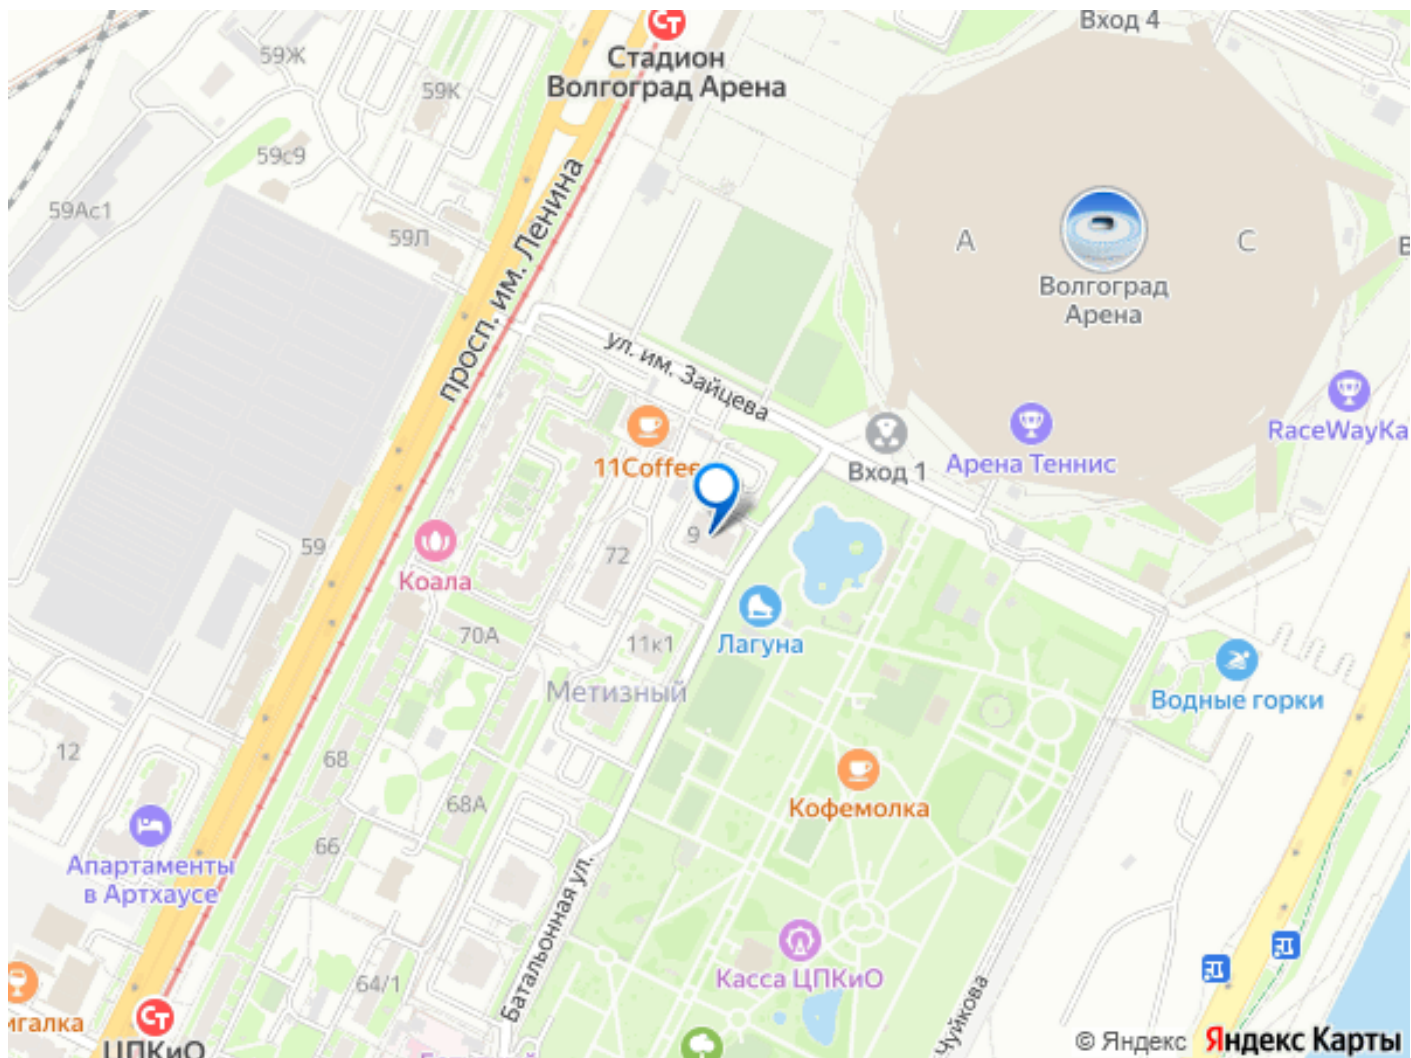 Вход 4
Стадион
Волгоград Арена
59Ж
59К
59с9
59Ас1
59Л
просп. им. Ленина
А
С
Волгоград
Арена
ул. им. Зайцева
11Coffee
Вход 1
Арена Теннис
RaceWayKa
59
Коала
9
72
70А
11к1
Лагуна
Метизный
Водные горки
12
68
68А
Кофемолка
66
Апартаменты
в Артхаусе
Батальонная ул.
Касса ЦПКиО
64/1
Чуйкова
игалка
ЦПКиО
© Яндекс Яндекс Карты